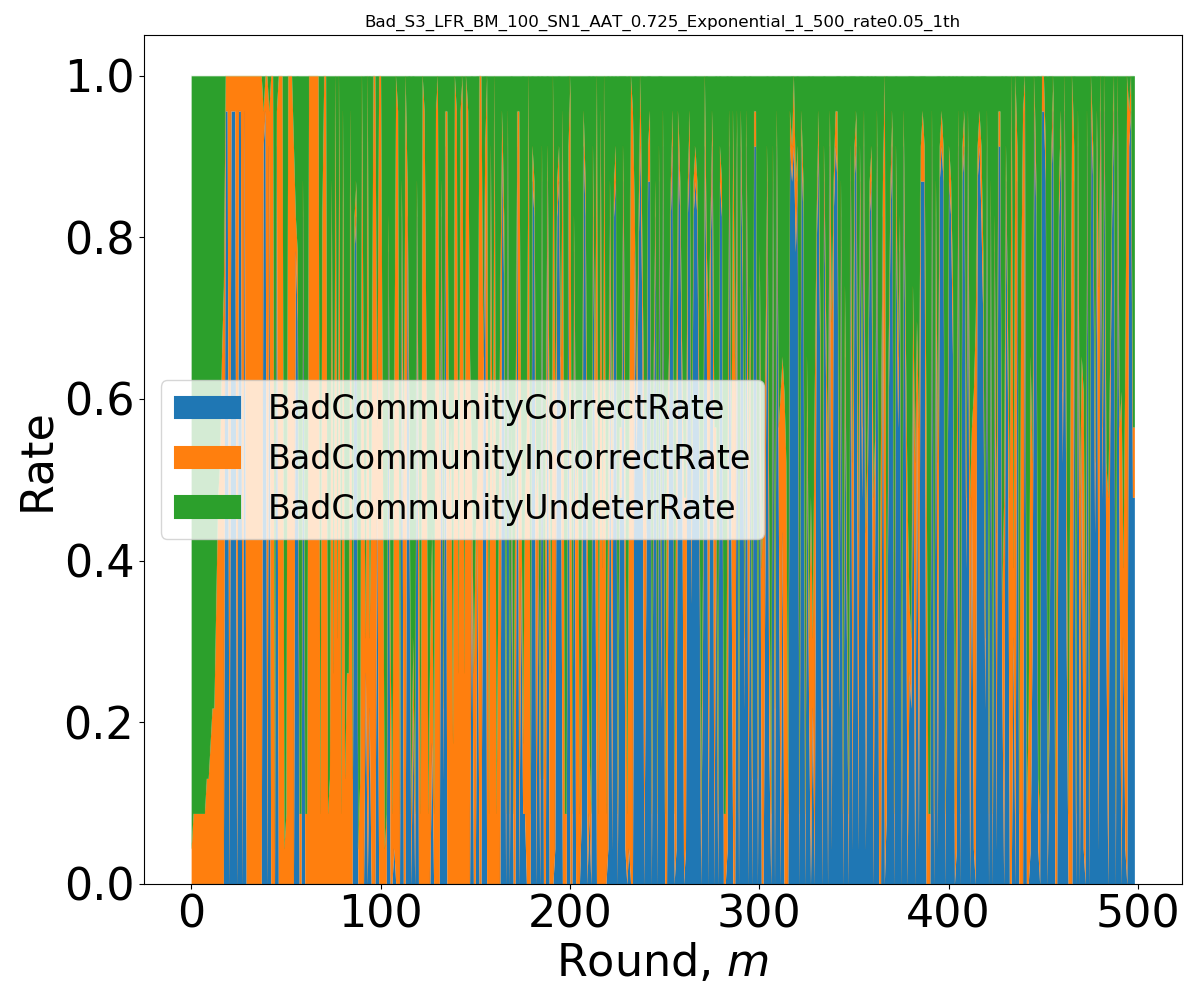 Bad_S3_LFR_BM_100_SN1_AAT_0.725_Exponential_1_500_rate0.05_1th
1.0
0.8
0.6
0.4
0.2
0.0
Rate
BadCommunityCorrectRate
BadCommunityIncorrectRate
BadCommunityUndeterRate
0 100 200 300 400 500
Round, m